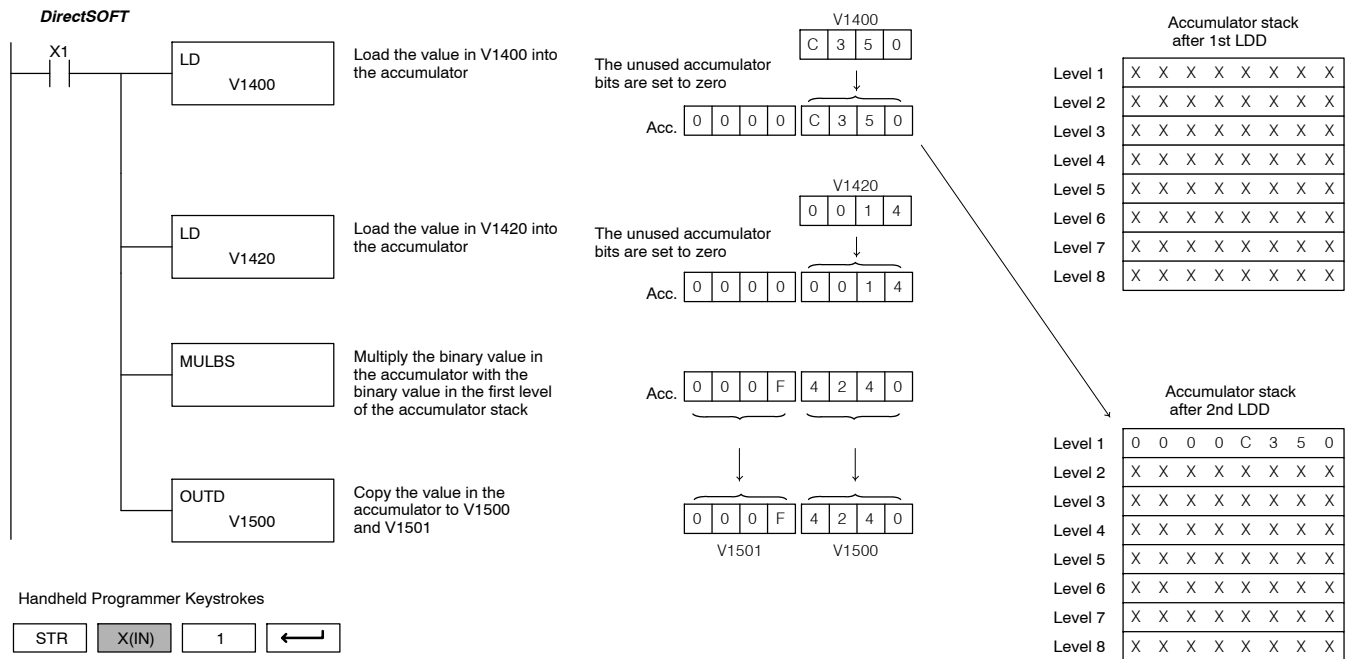 DirectSOFT
X1
LD
V1400
Load the value in V1400 into
the accumulator
The unused accumulator
bits are set to zero
V1400
C 3 5 0
Acc. 0 0 0 0 C 3 5 0
LD
V1420
Load the value in V1420 into
the accumulator
The unused accumulator
bits are set to zero
V1420
0 0 1 4
Acc. 0 0 0 0 0 0 1 4
MULBS
Multiply the binary value in
the accumulator with the
binary value in the first level
of the accumulator stack
Acc. 0 0 0 F 4 2 4 0
OUTD
V1500
Copy the value in the
accumulator to V1500
and V1501
0 0 0 F 4 2 4 0
V1501 V1500
Accumulator stack
after 1st LDD
Level 1 X X X X X X X X
Level 2 X X X X X X X X
Level 3 X X X X X X X X
Level 4 X X X X X X X X
Level 5 X X X X X X X X
Level 6 X X X X X X X X
Level 7 X X X X X X X X
Level 8 X X X X X X X X
Accumulator stack
after 2nd LDD
Level 1 0 0 0 0 C 3 5 0
Level 2 X X X X X X X X
Level 3 X X X X X X X X
Level 4 X X X X X X X X
Level 5 X X X X X X X X
Level 6 X X X X X X X X
Level 7 X X X X X X X X
Level 8 X X X X X X X X
Handheld Programmer Keystrokes
STR X(IN) 1